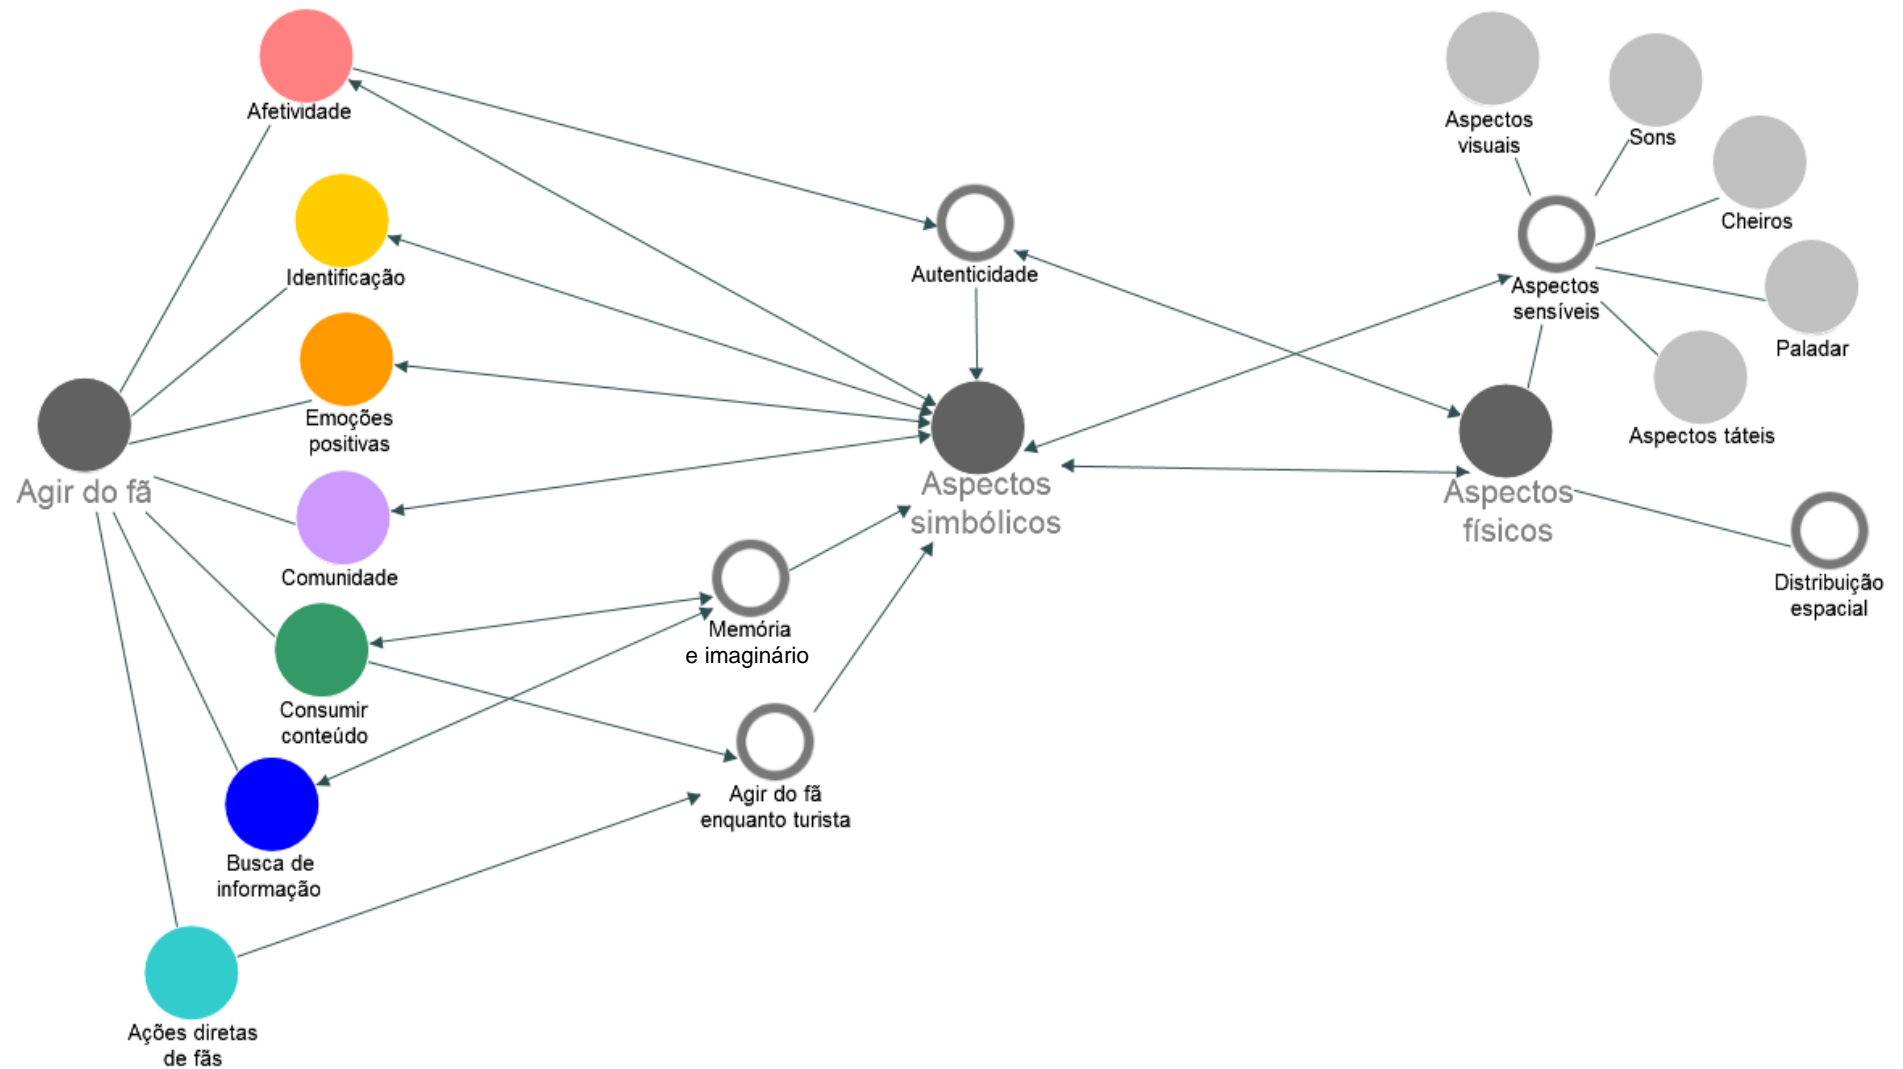 Afetividade
Identificação
Emoções
positivas
Agir do fã
Comunidade
Consumir
conteúdo
Busca de
informação
Ações diretas
de fãs
Autenticidade
Aspectos
simbólicos
Memória
e imaginário
Agir do fã
enquanto turista
Aspectos
visuais
Sons
Cheiros
Aspectos
sensíveis
Paladar
Aspectos táteis
Aspectos
físicos
Distribuição
espacial